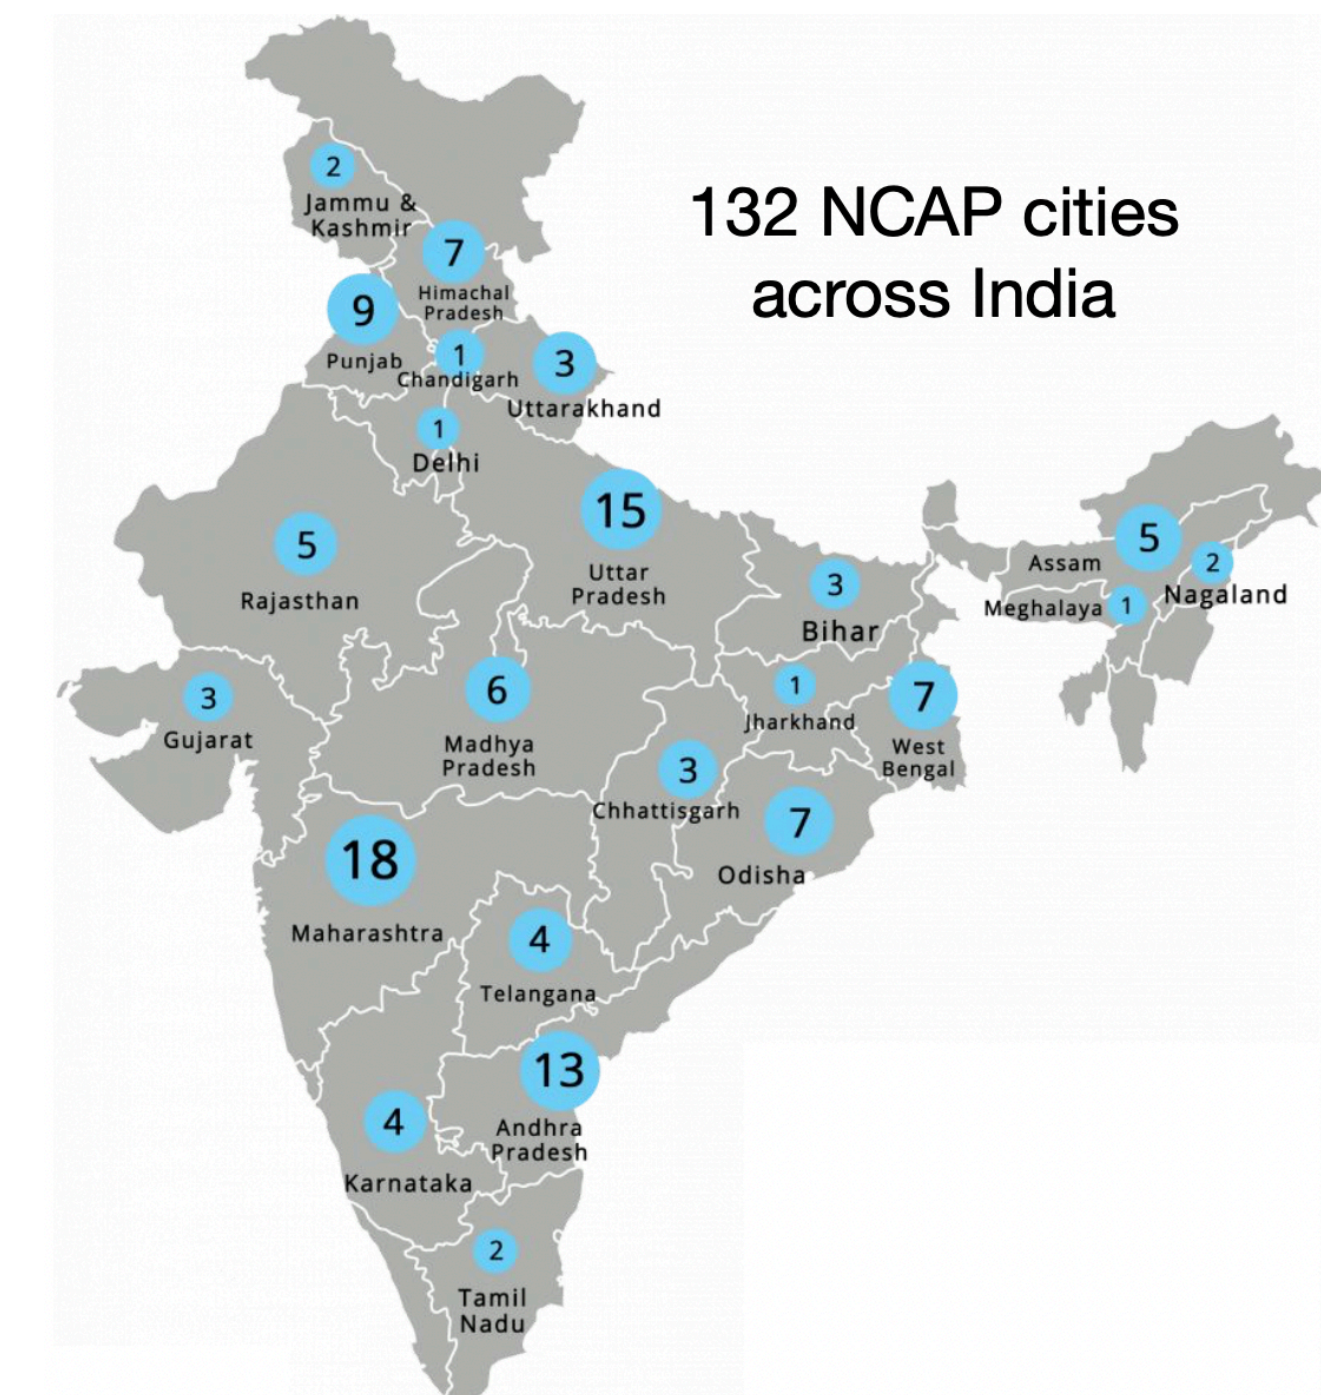 132 NCAP cities
across India
2
Jammu &
Kashmir
7
Himachal
Pradesh
9
Punjab
1
Chandigarh
3
Uttarakhand
1
Delhi
15
Uttar
Pradesh
5
Rajasthan
3
Bihar
5
Assam
2
Nagaland
Meghalaya 1
3
Gujarat
6
Madhya
Pradesh
1
Jharkhand
7
West
Bengal
3
Chhattisgarh
7
Odisha
18
Maharashtra
4
Telangana
13
Andhra
Pradesh
4
Karnataka
2
Tamil
Nadu